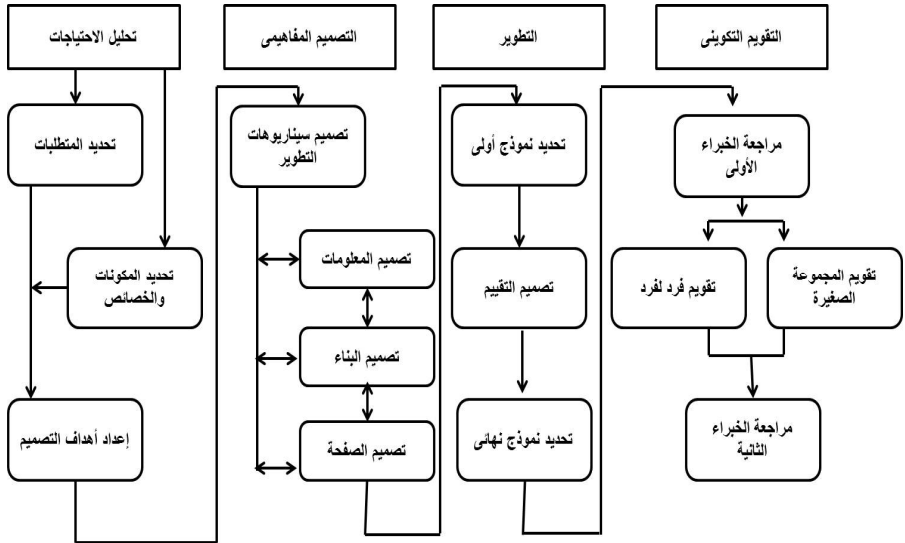 تحليل الاحتياجات
تحديد المتطلبات
تحديد المكونات
والخصائص
إعداد أهداف التصميم
التصميم المفاهيمى
تصميم سيناريوهات
التطوير
تصميم المعلومات
تصميم البناء
تصميم الصفحة
التطوير
تحديد نموذج أولى
تصميم التقييم
تحديد نموذج نهائى
التقويم التكوينى
مراجعة الخبراء
الأولى
تقويم فرد لفرد
تقويم المجموعة
الصغيرة
مراجعة الخبراء
الثانية